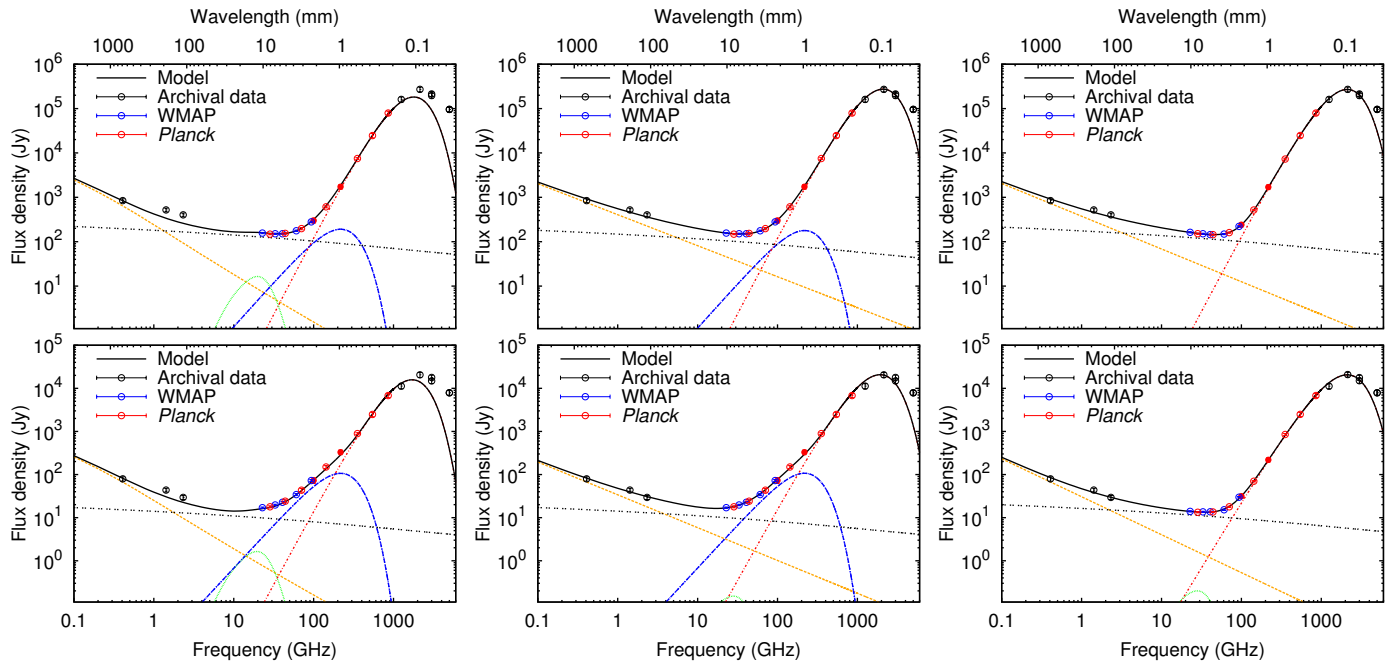 Wavelength (mm) Wavelength (mm) Wavelength (mm)
1000 100 10 1 0.1 1000 100 10 1 0.1 1000 100 10 1 0.1
Flux density (Jy)
10^6
10^5
10^4
10^3
10^2
10^1
10^0
Model
Archival data
WMAP
Planck
Flux density (Jy)
10^6
10^5
10^4
10^3
10^2
10^1
10^0
Model
Archival data
WMAP
Planck
Flux density (Jy)
10^6
10^5
10^4
10^3
10^2
10^1
10^0
Model
Archival data
WMAP
Planck
Flux density (Jy)
10^5
10^4
10^3
10^2
10^1
10^0
Model
Archival data
WMAP
Planck
Flux density (Jy)
10^5
10^4
10^3
10^2
10^1
10^0
Model
Archival data
WMAP
Planck
Flux density (Jy)
10^5
10^4
10^3
10^2
10^1
10^0
Model
Archival data
WMAP
Planck
0.1 1 10 100 1000 0.1 1 10 100 1000 0.1 1 10 100 1000
Frequency (GHz) Frequency (GHz) Frequency (GHz)